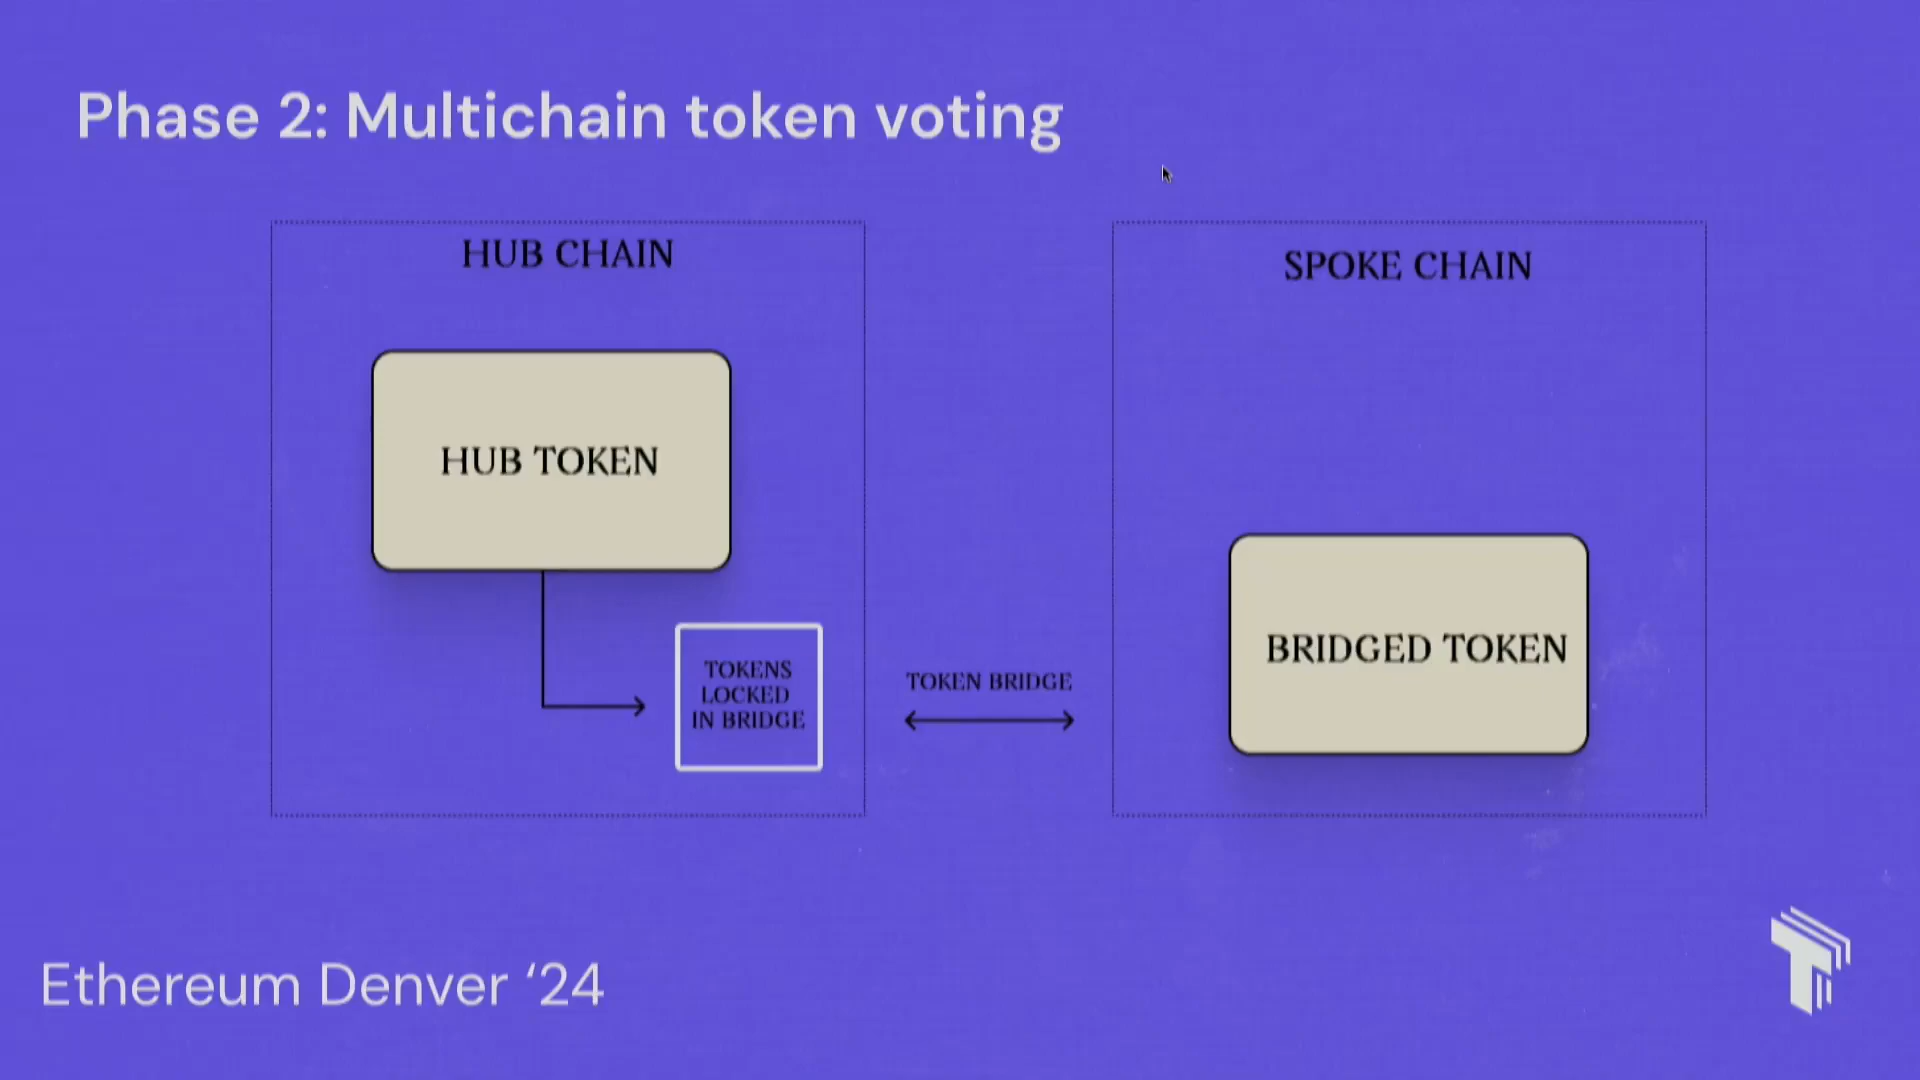 Phase 2: Multichain token voting
HUB CHAIN
HUB TOKEN
TOKENS
LOCKED
IN BRIDGE
TOKEN BRIDGE
SPOKE CHAIN
BRIDGED TOKEN
Ethereum Denver ‘24